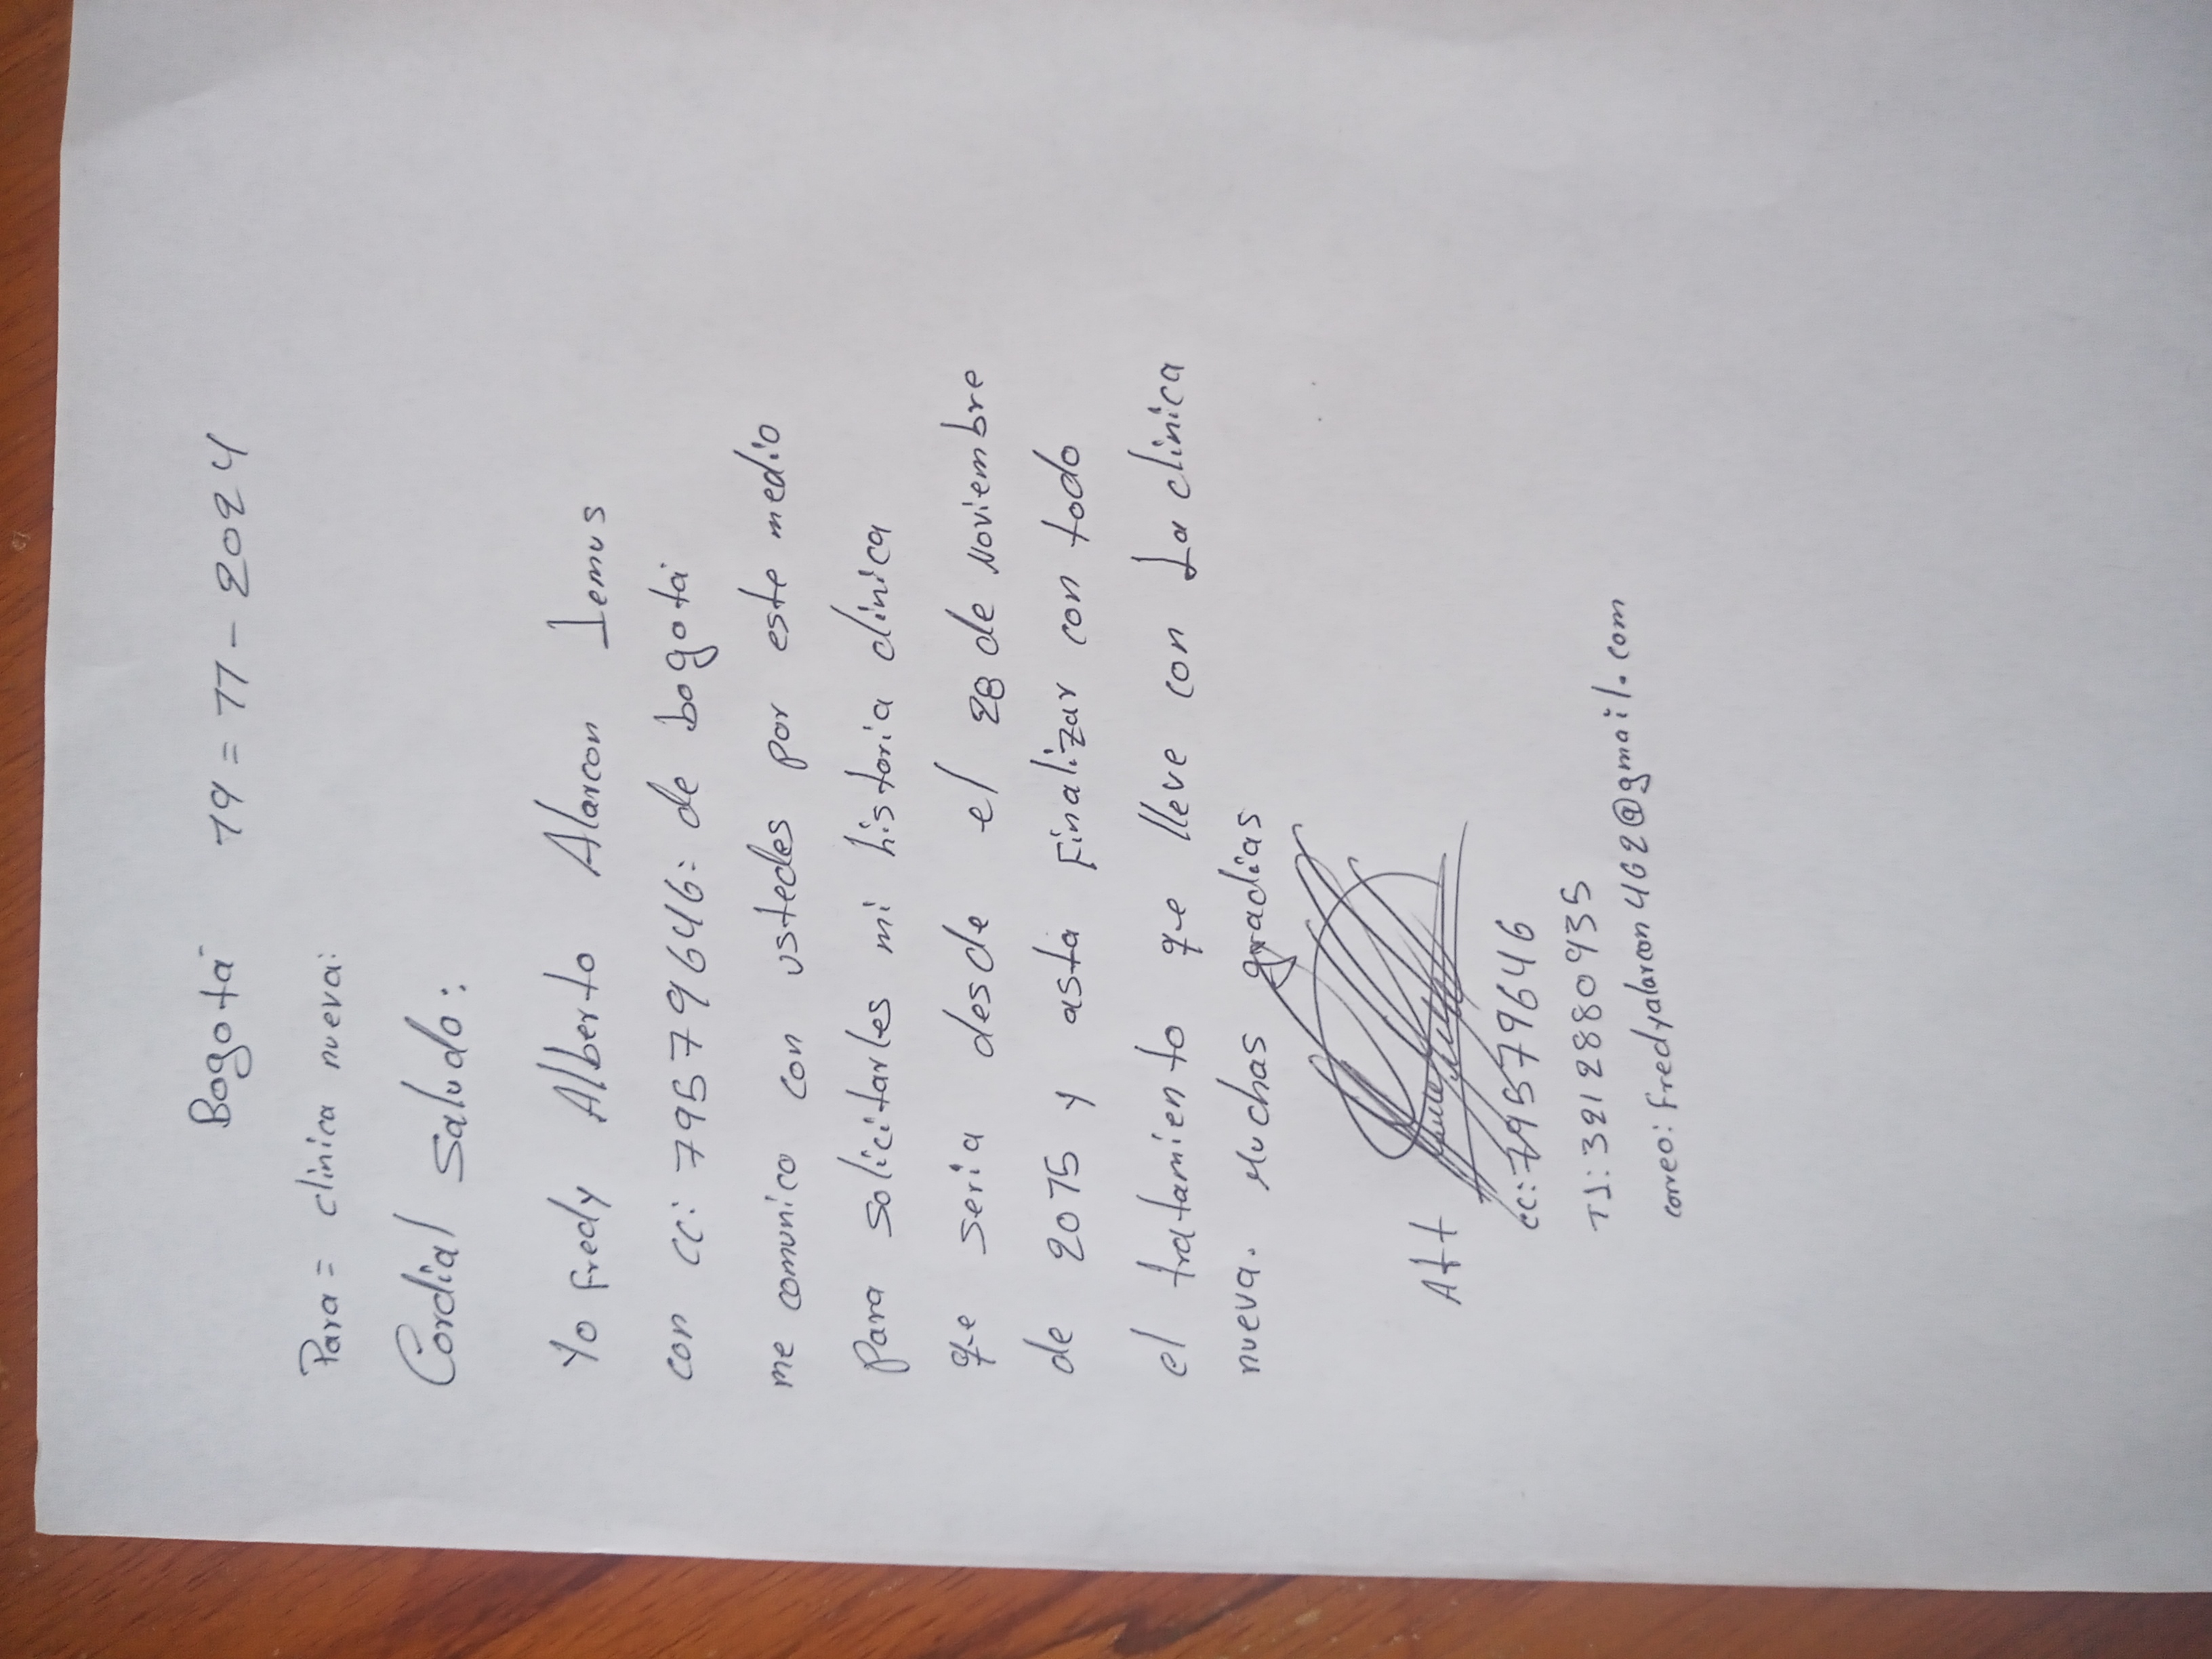 Bogotá 19 = 11 - 2024
Para = clinica nueva:
Cordial saludo:
Yo fredy Alberto Alarcon Lemus
con cc: 79579646: de bogotá
me comunico con ustedes por este medio
para solicitarles mi historia clinica
que seria desde el 28 de Noviembre
de 2015 y asta Finalizar con todo
el tratamiento que lleve con La clinica
nueva. Muchas gracias
Att
cc: 79579646
TL: 3212880935
correo: fredyalarcon462@gmail.com